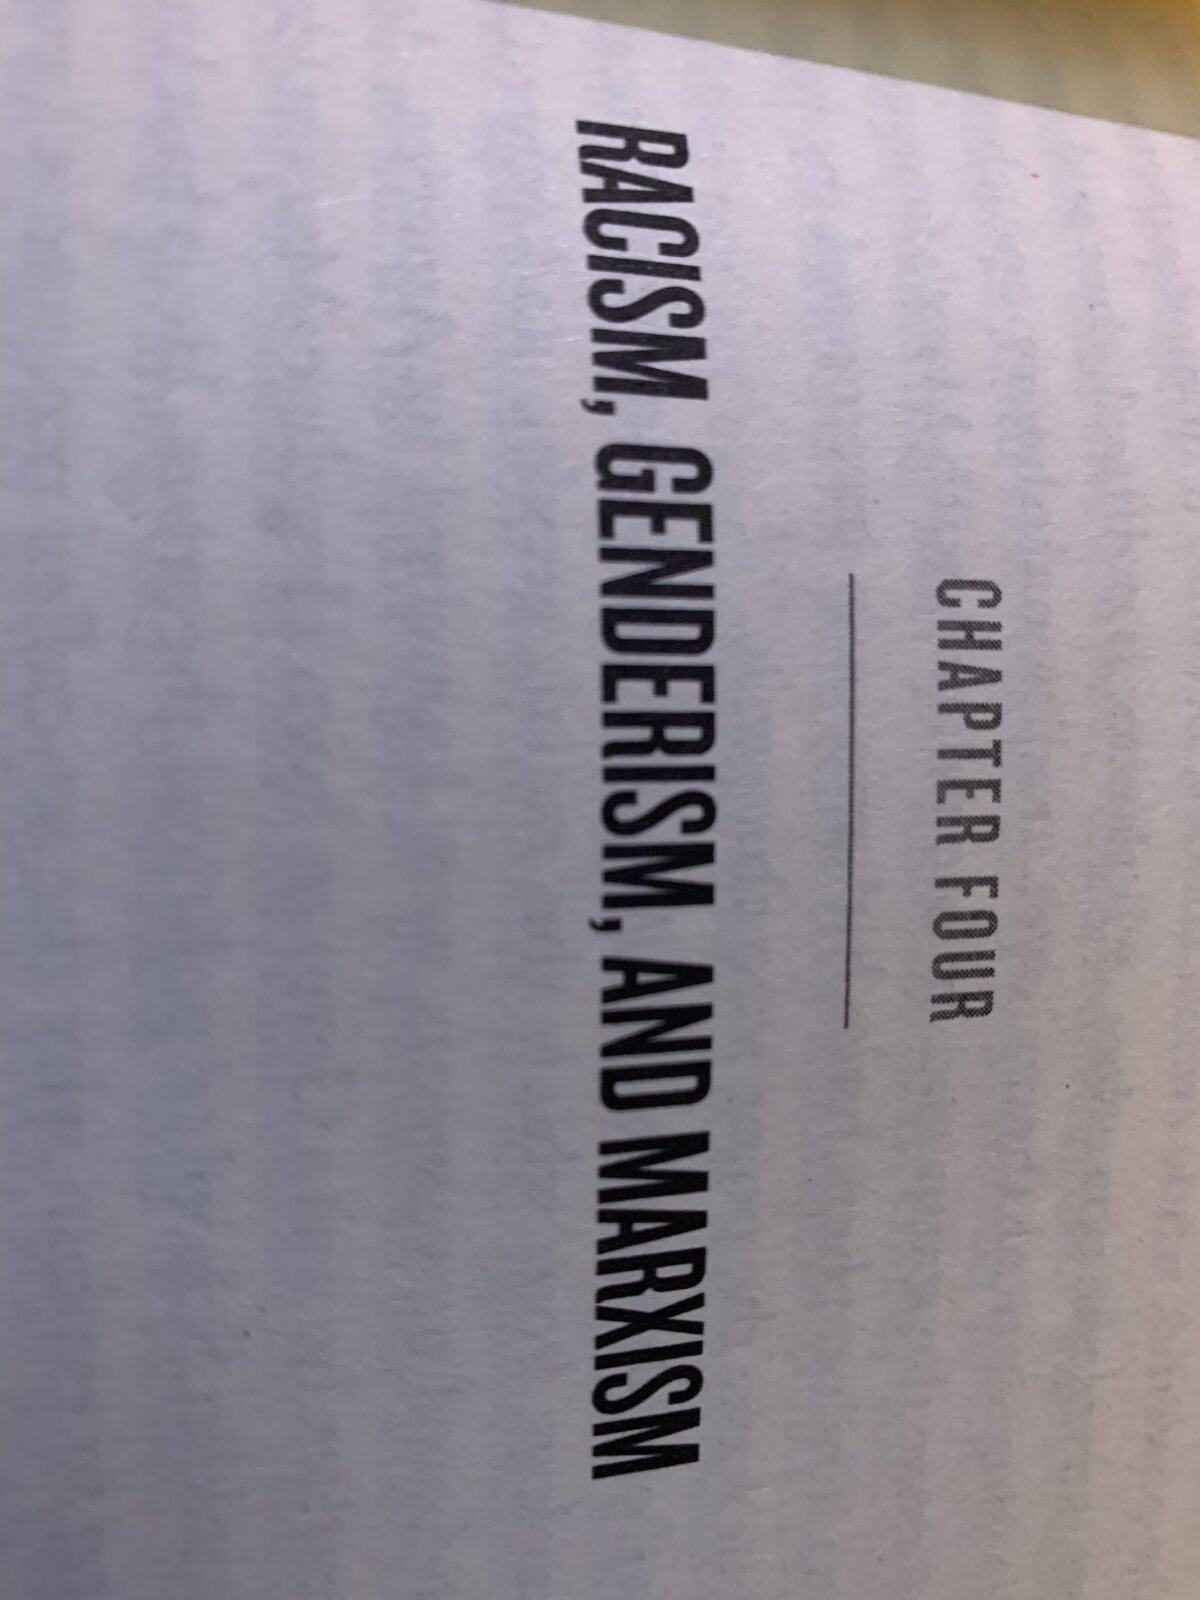 CHAPTER FOUR
RACISM, GENDERISM, AND MARXISM